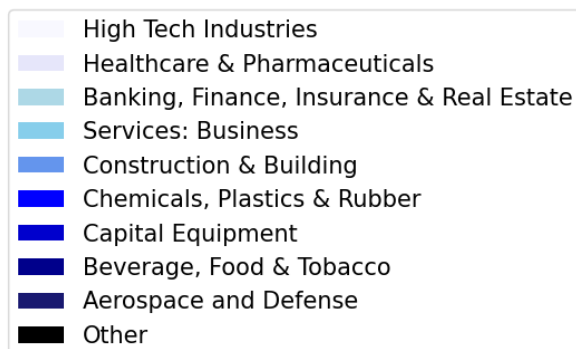 High Tech Industries
Healthcare & Pharmaceuticals
Banking, Finance, Insurance & Real Estate
Services: Business
Construction & Building
Chemicals, Plastics & Rubber
Capital Equipment
Beverage, Food & Tobacco
Aerospace and Defense
Other